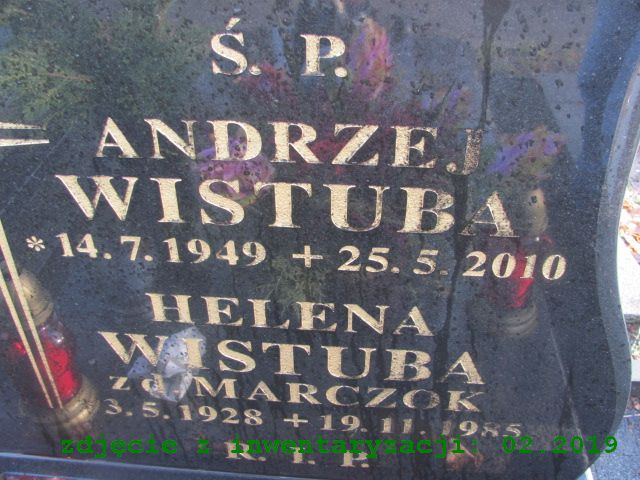 Ś. P.
ANDRZEJ
WISTUBA
* 14. 7. 1949 + 25. 5. 2010
HELENA
WISTUBA
Z D. MARCZOK
3. 5. 1928 + 19. 11. 1985
zdjęcie z inwentaryzacji: 02.2019
R. I. P.